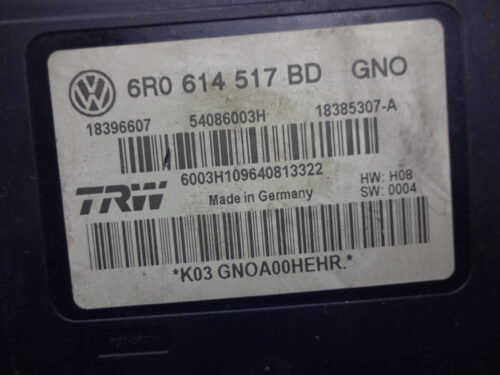 6R0 614 517 BD GNO
18396607 54086003H 18385307-A
6003H109640813322
TRW Made in Germany HW: H08
SW: 0004
*K03 GNOA00HEHR.*